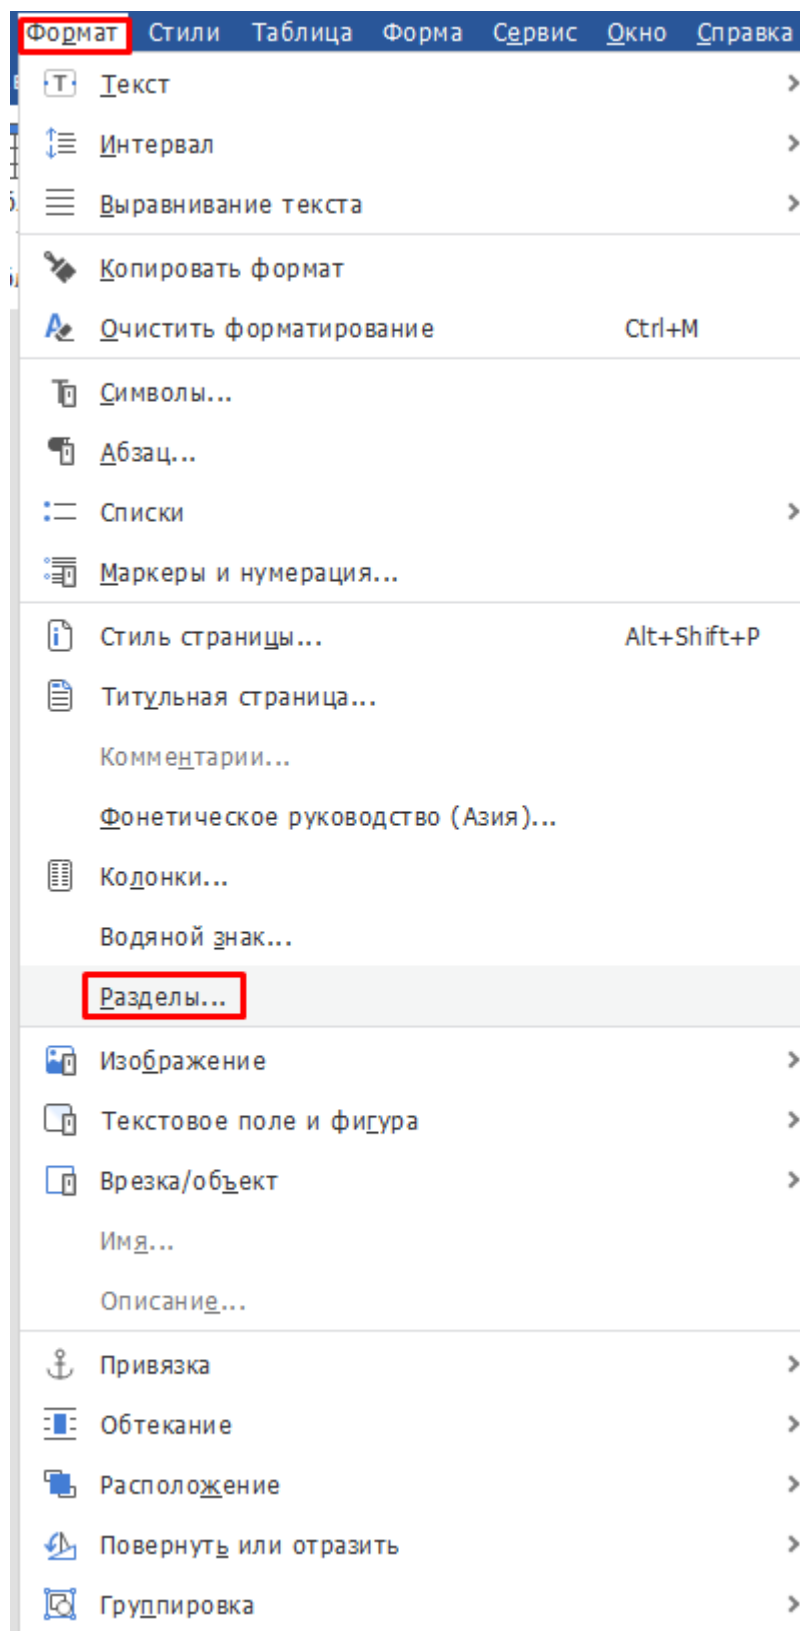 Формат Стили Таблица Форма Сервис Окно Справка
Текст
Интервал
Выравнивание текста
Копировать формат
Очистить форматирование Ctrl+M
Символы...
Абзац...
Списки
Маркеры и нумерация...
Стиль страницы... Alt+Shift+P
Титульная страница...
Комментарии...
Фонетическое руководство (Азия)...
Колонки...
Водяной знак...
Разделы...
Изображение
Текстовое поле и фигура
Врезка/объект
Имя...
Описание...
Привязка
Обтекание
Расположение
Повернуть или отразить
Группировка